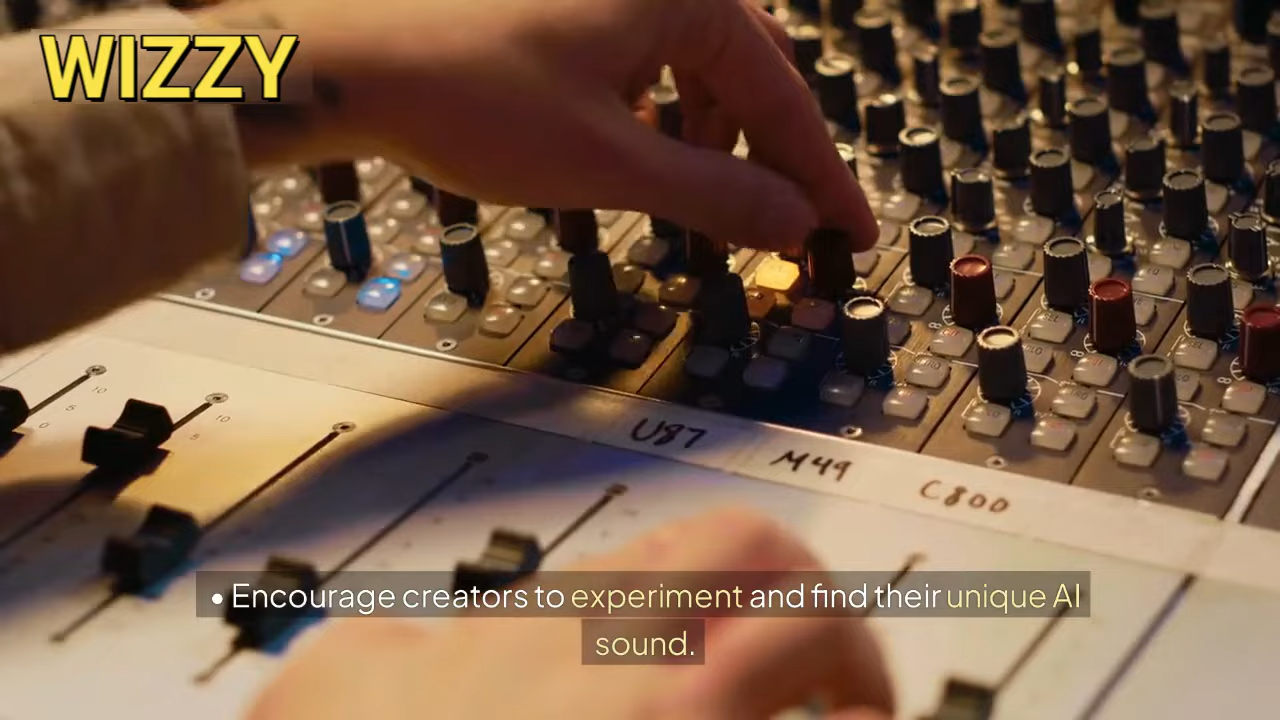 WIZZY
U87 M49 C800
• Encourage creators to experiment and find their unique AI
sound.